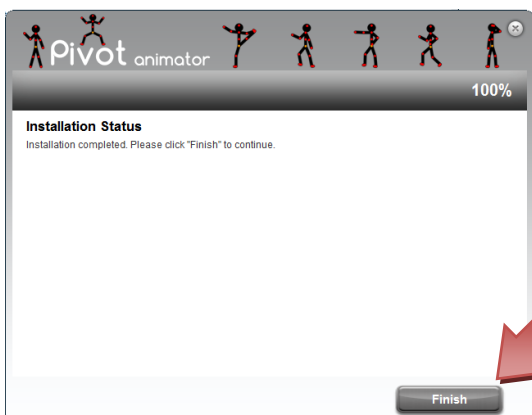 Pivot animator
100%
Installation Status
Installation completed. Please click "Finish" to continue.
Finish